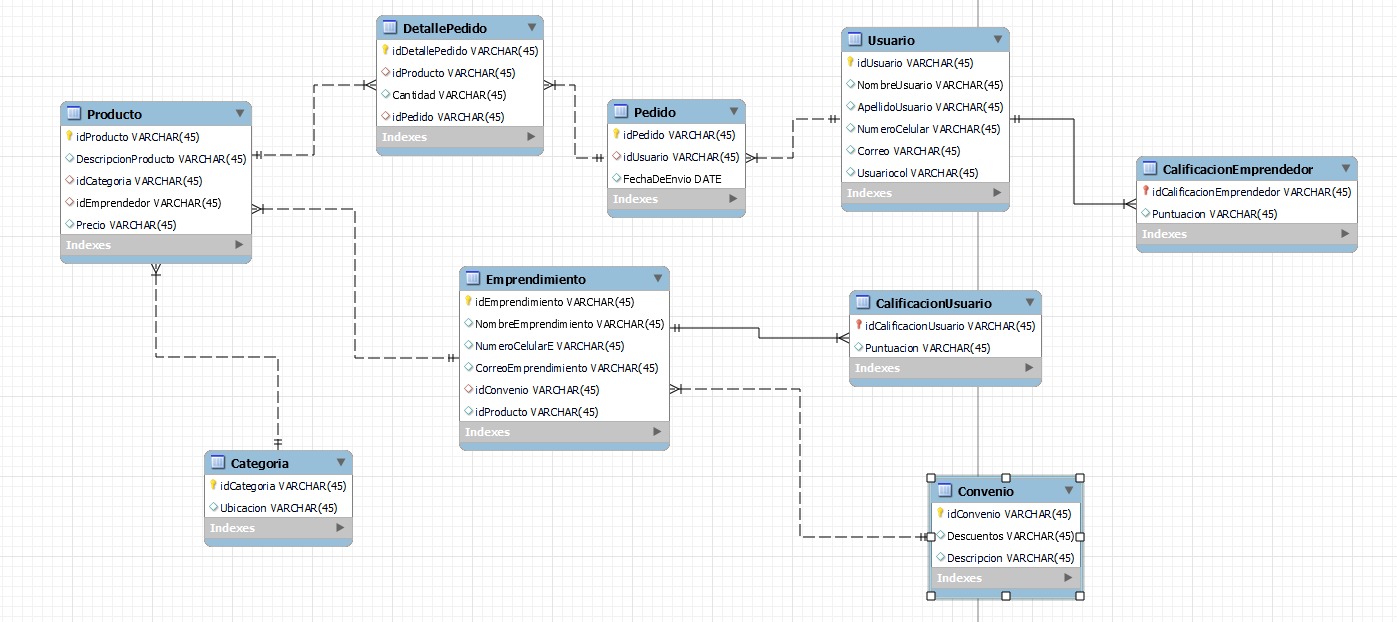 DetallePedido
idDetallePedido VARCHAR(45)
idProducto VARCHAR(45)
Cantidad VARCHAR(45)
idPedido VARCHAR(45)
Indexes
Usuario
idUsuario VARCHAR(45)
NombreUsuario VARCHAR(45)
ApellidoUsuario VARCHAR(45)
NumeroCelular VARCHAR(45)
Correo VARCHAR(45)
Usuariocol VARCHAR(45)
Indexes
Producto
idProducto VARCHAR(45)
DescripcionProducto VARCHAR(45)
idCategoria VARCHAR(45)
idEmprendedor VARCHAR(45)
Precio VARCHAR(45)
Indexes
Pedido
idPedido VARCHAR(45)
idUsuario VARCHAR(45)
FechaDeEnvio DATE
Indexes
CalificacionEmprendedor
idCalificacionEmprendedor VARCHAR(45)
Puntuacion VARCHAR(45)
Indexes
Emprendimiento
idEmprendimiento VARCHAR(45)
NombreEmprendimiento VARCHAR(45)
NumeroCelularE VARCHAR(45)
CorreoEmprendimiento VARCHAR(45)
idConvenio VARCHAR(45)
idProducto VARCHAR(45)
Indexes
CalificacionUsuario
idCalificacionUsuario VARCHAR(45)
Puntuacion VARCHAR(45)
Indexes
Categoria
idCategoria VARCHAR(45)
Ubicacion VARCHAR(45)
Indexes
Convenio
idConvenio VARCHAR(45)
Descuentos VARCHAR(45)
Descripcion VARCHAR(45)
Indexes